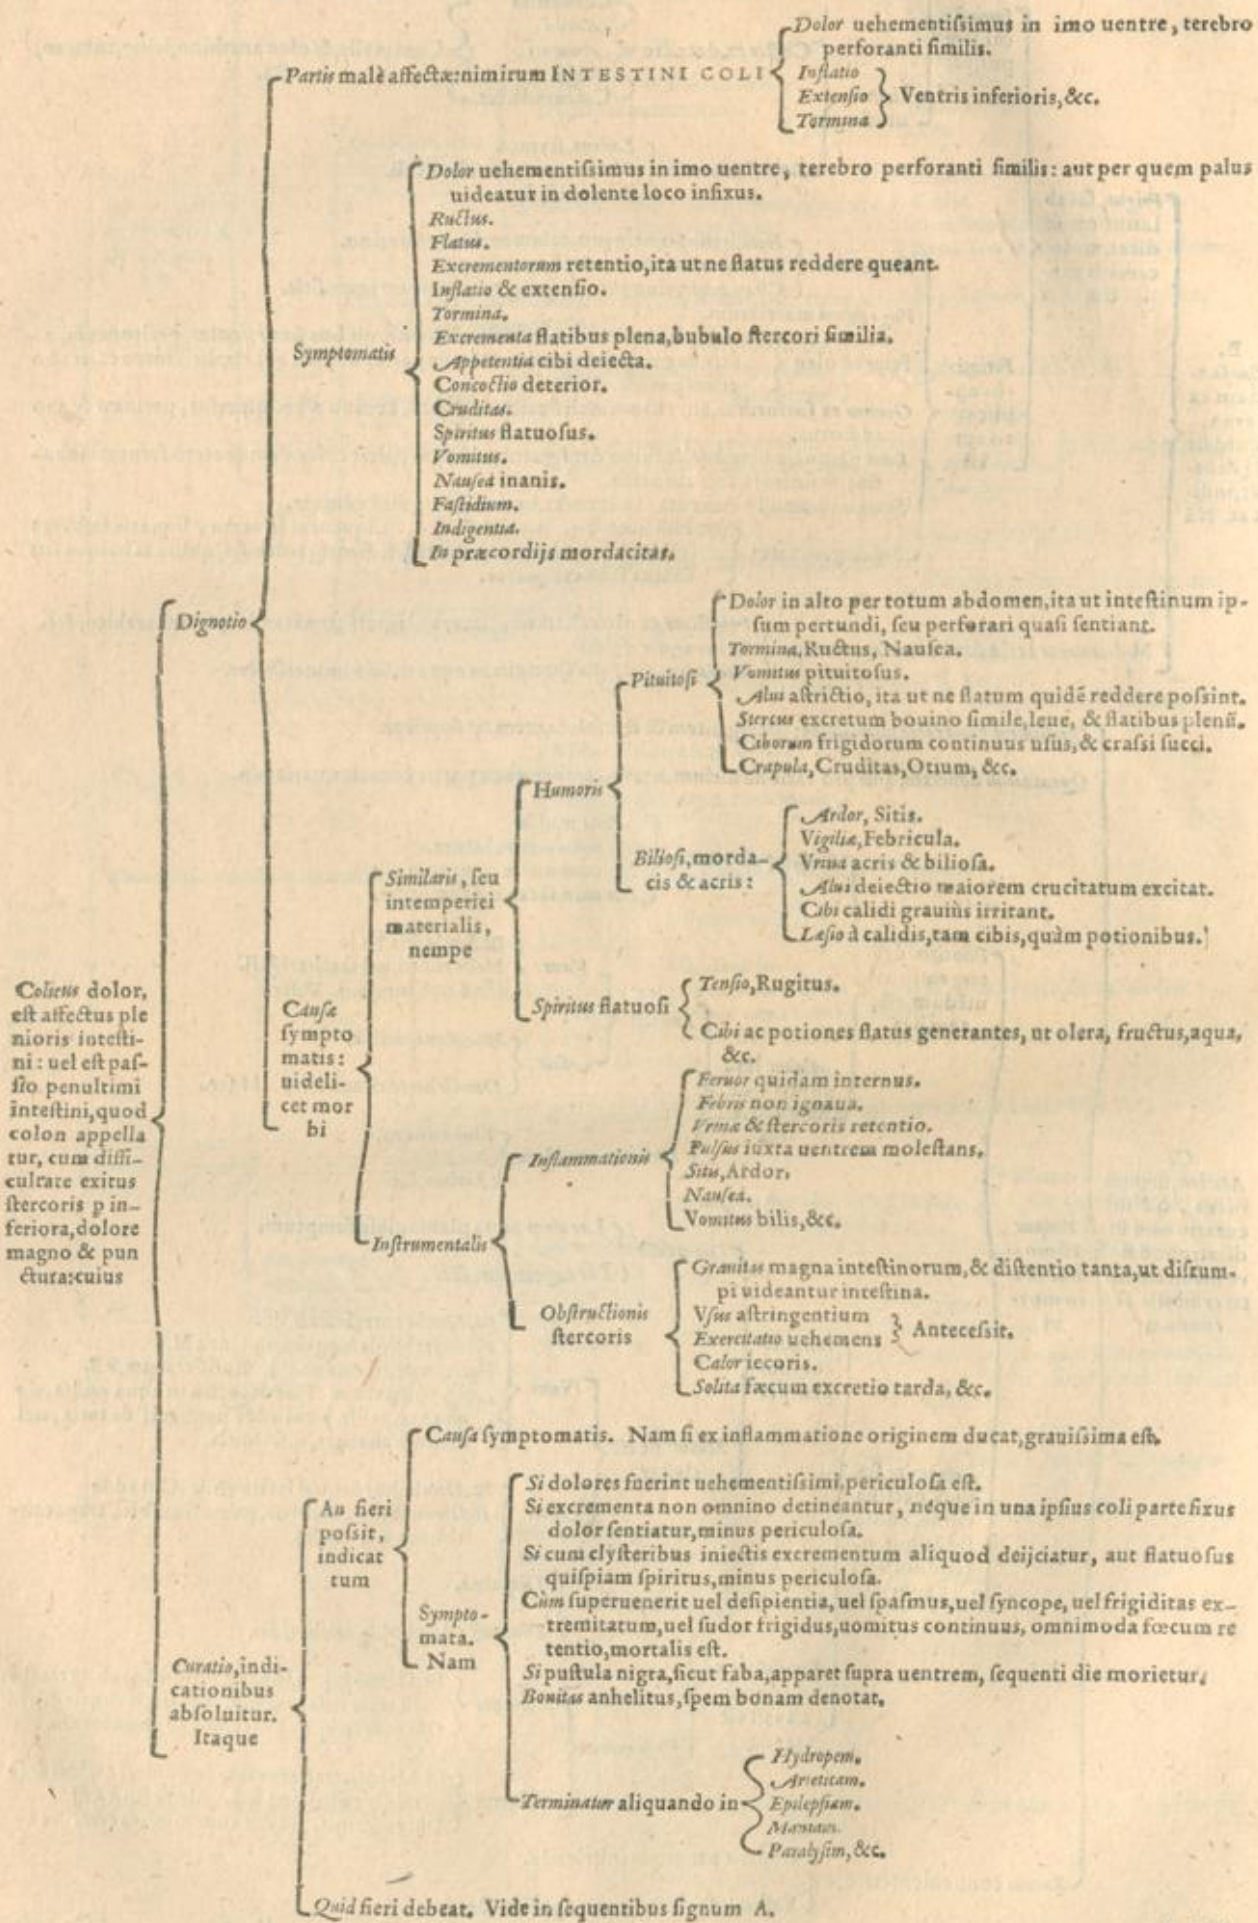 Dolor uehementißimus in imo uentre, terebro
perforanti similis.
Partis malè affectæ: nimirum INTESTINI COLI
Inflatio
Extensio
Ventris inferioris, &c.
Tormina
Dolor uehementissimus in imo uentre, terebro perforanti similis: aut per quem palus
uideatur in dolente loco infixus.
Ructus.
Flatus.
Excrementorum retentio, ita ut ne flatus reddere queant.
Inflatio & extensio.
Tormina.
Excrementa flatibus plena, bubulo stercori similia.
Symptomatis
Appetentia cibi deiecta.
Concoctio deterior.
Cruditas.
Spiritus flatuosus.
Vomitus.
Nausea inanis.
Fastidium.
Indigentia.
In præcordijs mordacitas.
Dignotio
Dolor in alto per totum abdomen, ita ut intestinum ip-
sum pertundi, seu perforari quasi sentiant.
Tormina, Ructus, Nausea.
Pituitosi
Vomitus pituitosus.
Alui astrictio, ita ut ne flatum quidē reddere possint.
Stercus excretum bouino simile, leue, & flatibus plenū.
Ciborum frigidorum continuus usus, & crassi succi.
Crapula, Cruditas, Otium, &c.
Humoris
Ardor, Sitis.
Vigiliæ, Febricula.
Biliosi, morda-
cis & acris:
Vrina acris & biliosa.
Alui deiectio maiorem crucitatum excitat.
Cibi calidi grauiùs irritant.
Læsio à calidis, tam cibis, quàm potionibus.
Similaris, seu
intemperiei
materialis,
nempe
Tensio, Rugitus.
Spiritus flatuosi
Cibi ac potiones flatus generantes, ut olera, fructus, aqua,
&c.
Causæ
sympto
matis:
uideli-
cet mor
bi
Feruor quidam internus.
Febris non ignaua.
Vrinæ & stercoris retentio.
Inflammationis
Pulsus iuxta uentrem molestans.
Sitis, Ardor.
Nausea.
Vomitus bilis, &c.
Instrumentalis
Grauitas magna intestinorum, & distentio tanta, ut disrum-
pi uideantur intestina.
Obstructionis
stercoris
Vsus astringentium
Exercitatio uehemens
Antecessit.
Calor iecoris.
Solita fæcum excretio tarda, &c.
Colicus dolor,
est affectus ple
nioris intesti-
ni: uel est pas-
sio penultimi
intestini, quod
colon appella
tur, cum diffi-
cultate exitus
stercoris p in-
feriora, dolore
magno & pun
ctura: cuius
Causa symptomatis. Nam si ex inflammatione originem ducat, grauissima est.
An fieri
possit,
indicat
tum
Si dolores fuerint uehementissimi, periculosa est.
Si excrementa non omnino detineantur, neque in una ipsius coli parte fixus
dolor sentiatur, minus periculosa.
Si cum clysteribus iniectis excrementum aliquod deijciatur, aut flatuosus
quispiam spiritus, minus periculosa.
Sympto-
mata.
Nam
Cùm superuenerit uel desipientia, uel spasmus, uel syncope, uel frigiditas ex-
tremitatum, uel sudor frigidus, uomitus continuus, omnimoda fœcum re
tentio, mortalis est.
Si pustula nigra, sicut faba, apparet supra uentrem, sequenti die morietur.
Bonitas anhelitus, spem bonam denotat.
Curatio, indi-
cationibus
absoluitur.
Itaque
Terminatur aliquando in
Hydropem.
Epilepsiam.
Maniam.
Paralysim, &c.
Quid fieri debeat. Vide in sequentibus signum A.